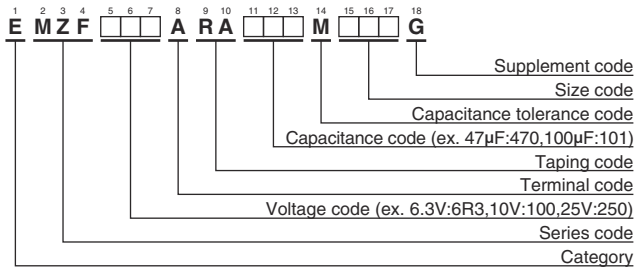 1 2 3 4 5 6 7 8 9 10 11 12 13 14 15 16 17 18
E M Z F A R A M G
Supplement code
Size code
Capacitance tolerance code
Capacitance code (ex. 47µF:470,100µF:101)
Taping code
Terminal code
Voltage code (ex. 6.3V:6R3,10V:100,25V:250)
Series code
Category